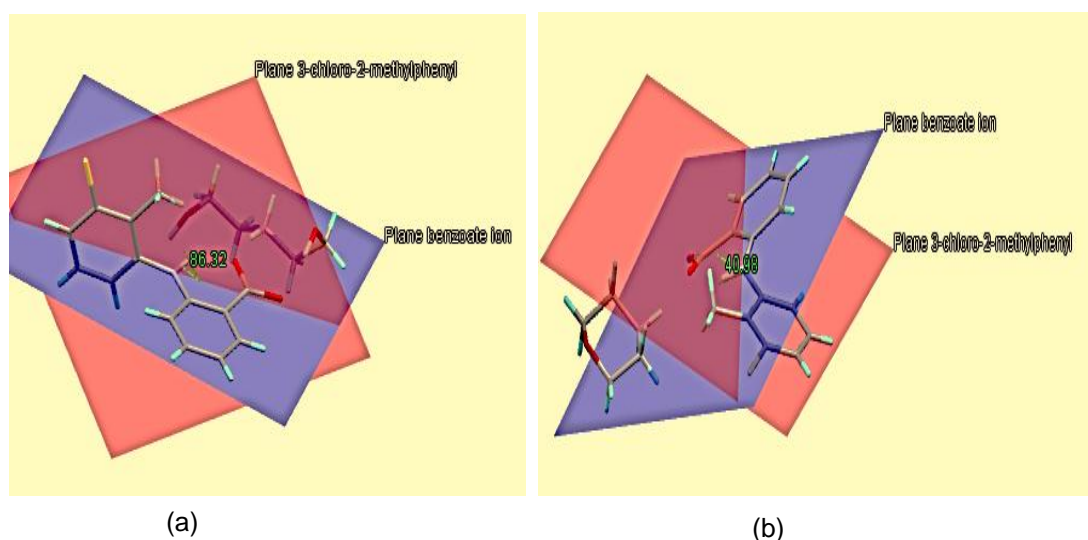 Plane 3-chloro-2-methylphenyl
Plane benzoate ion
86.32
(a)
Plane benzoate ion
Plane 3-chloro-2-methylphenyl
40.98
(b)